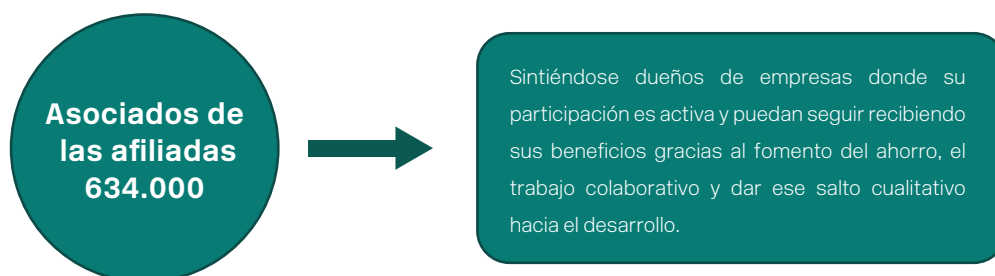 Asociados de
las afiliadas
634.000
Sintiéndose dueños de empresas donde su
participación es activa y puedan seguir recibiendo
sus beneficios gracias al fomento del ahorro, el
trabajo colaborativo y dar ese salto cualitativo
hacia el desarrollo.